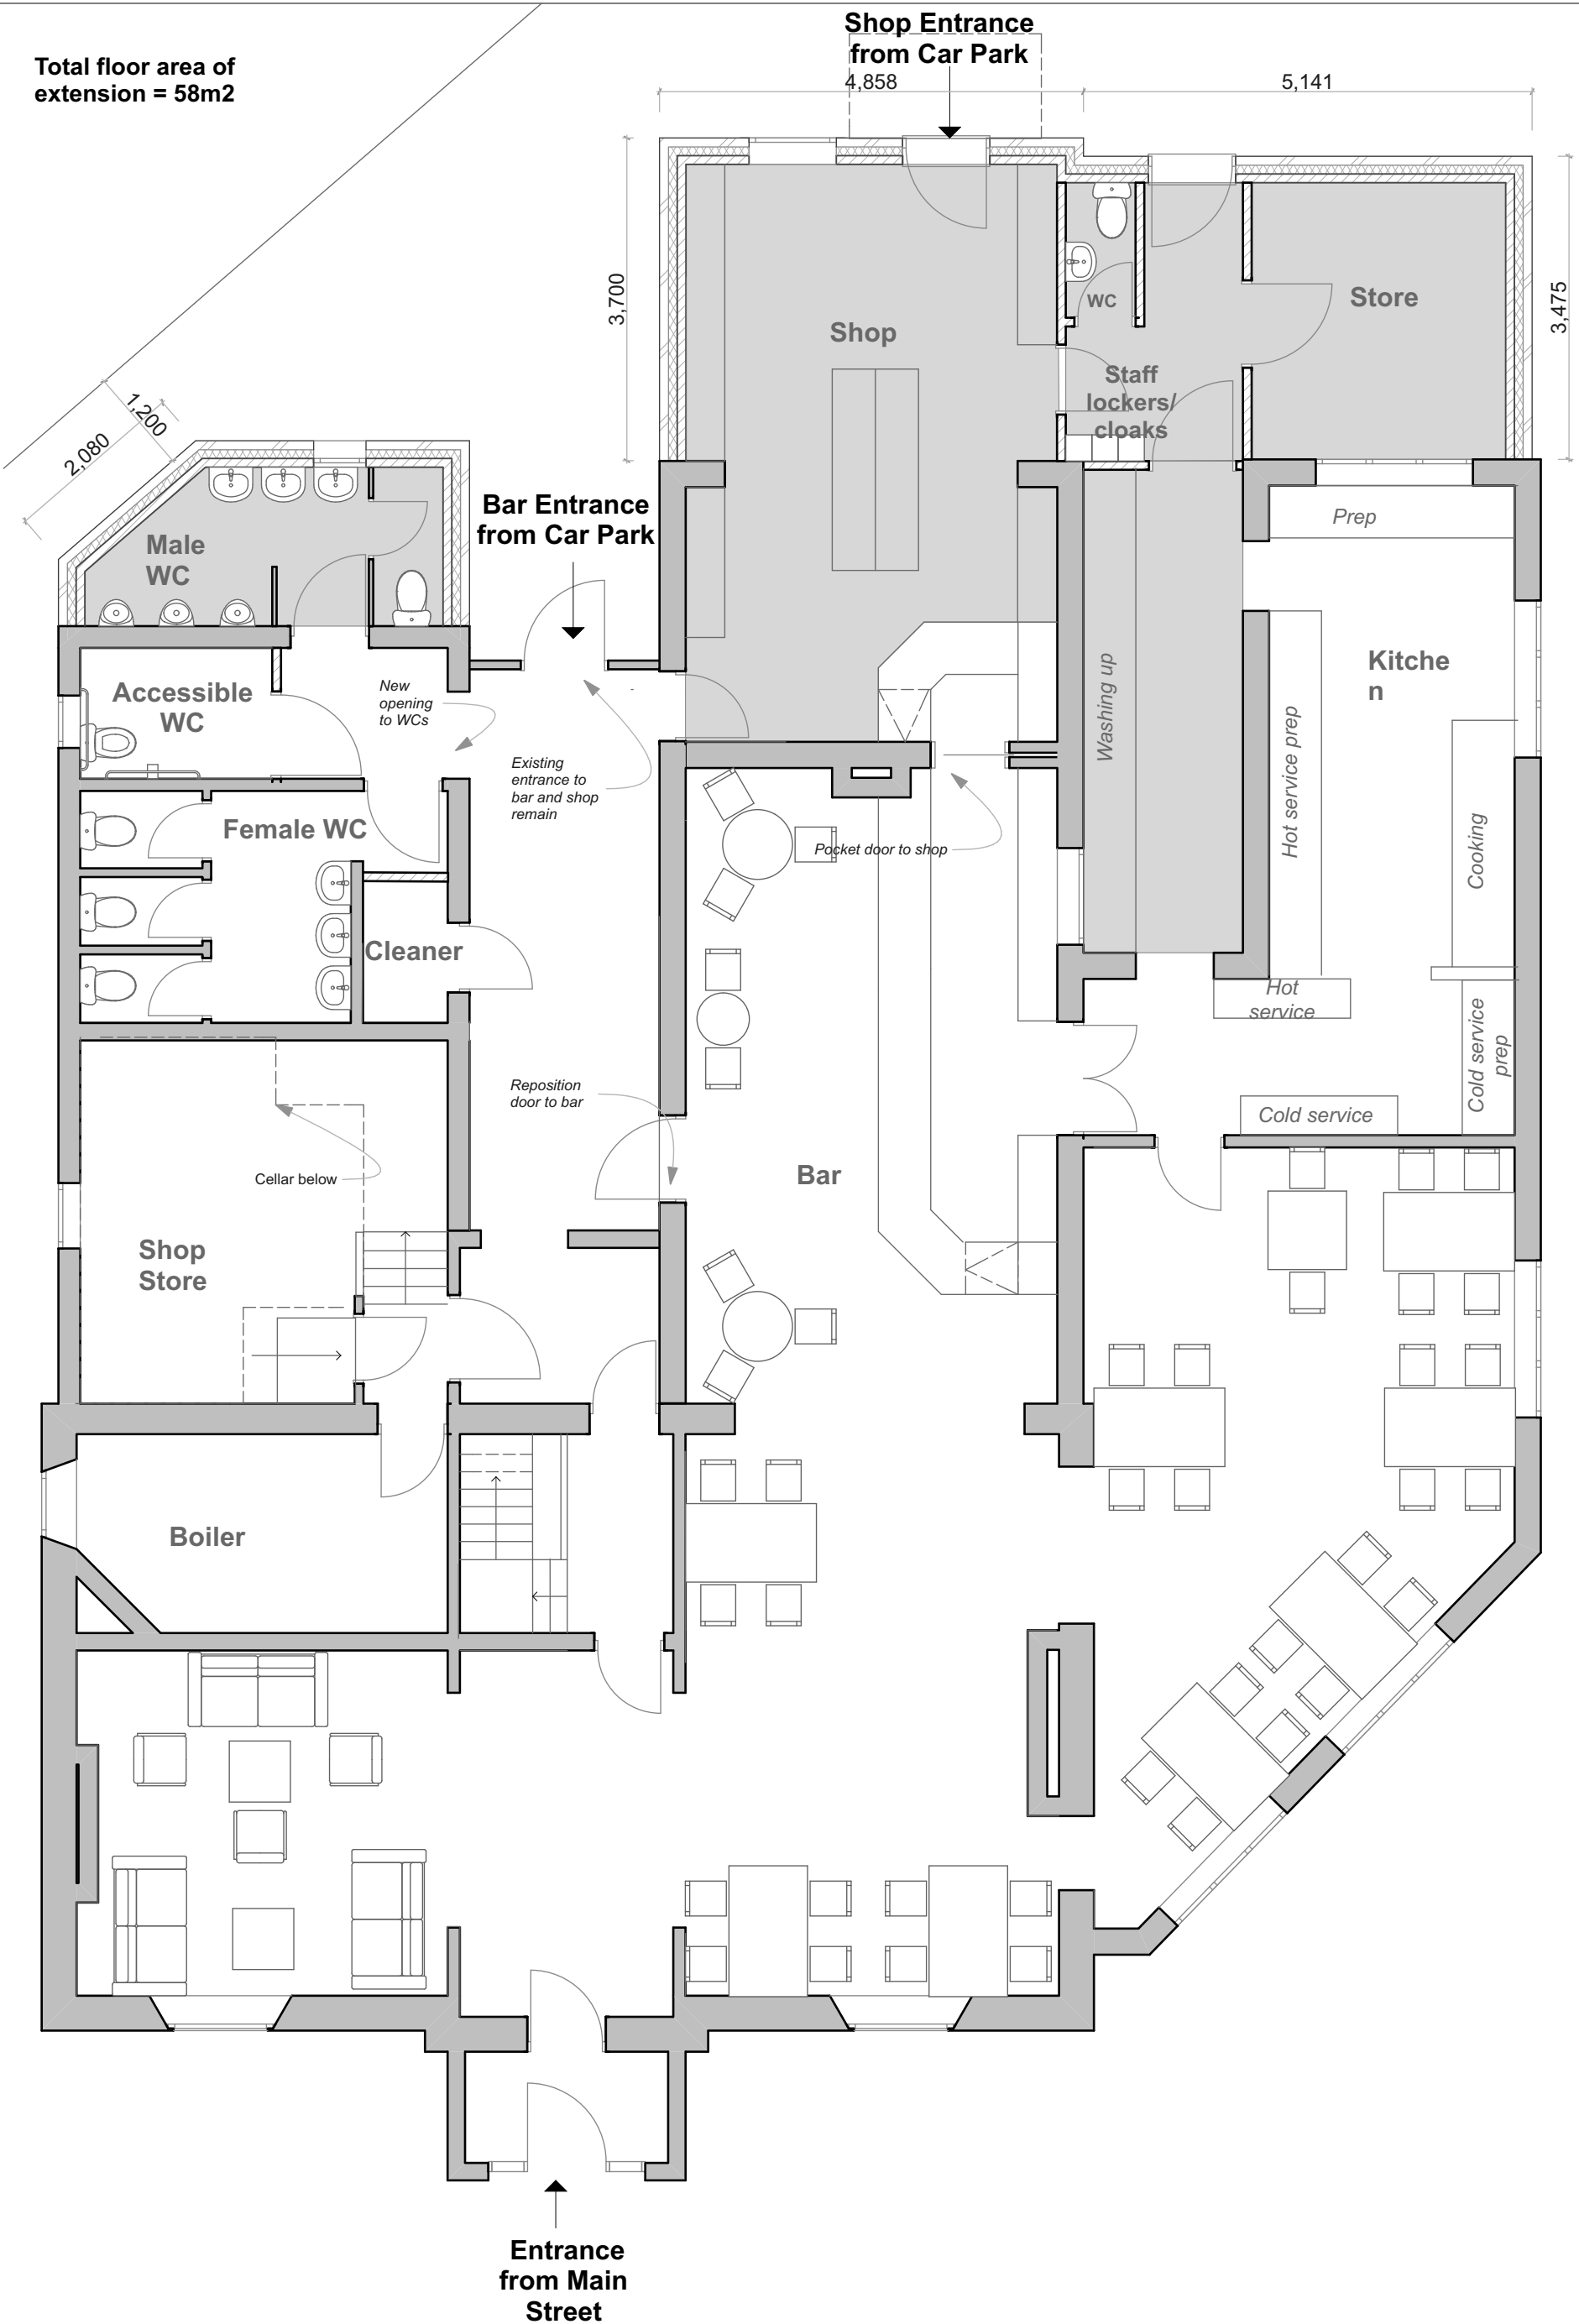 Shop Entrance
from Car Park
Total floor area of
extension = 58m2
4,858
5,141
3,700
3,475
WC
Store
Shop
Staff
lockers/
cloaks
1,200
2,080
Bar Entrance
from Car Park
Male
WC
Prep
Kitche
n
Washing up
Hot service prep
Cooking
Accessible
WC
New
opening
to WCs
Existing
entrance to
bar and shop
remain
Female WC
Pocket door to shop
Cleaner
Hot
service
Cold service
prep
Cold service
Reposition
door to bar
Cellar below
Bar
Shop
Store
Boiler
Entrance
from Main
Street